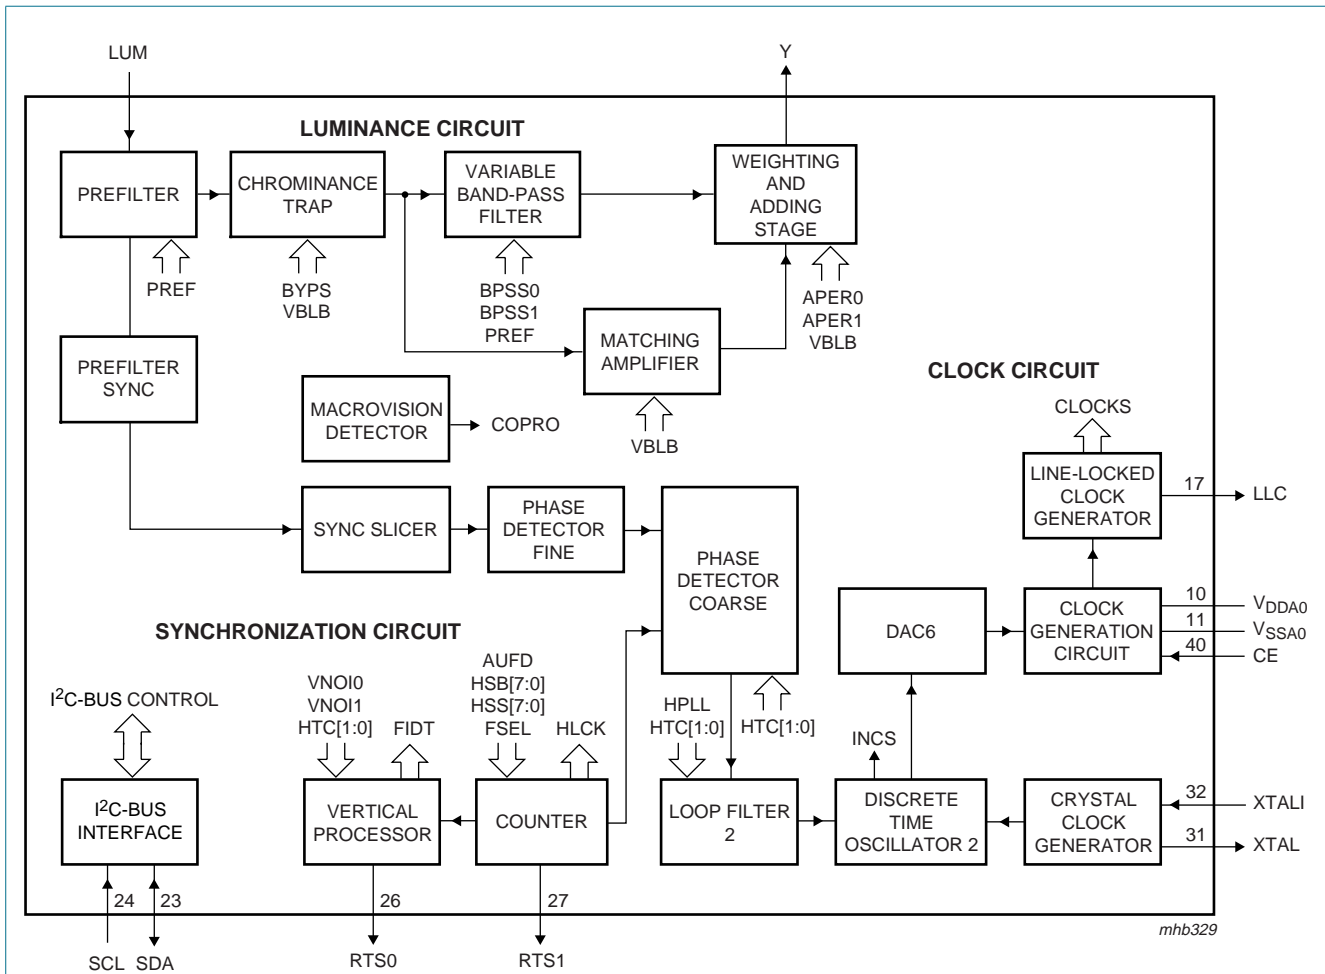 LUM
Y
LUMINANCE CIRCUIT
PREFILTER
CHROMINANCE
TRAP
VARIABLE
BAND-PASS
FILTER
WEIGHTING
AND
ADDING
STAGE
PREF
BYPS
VBLB
BPSS0
BPSS1
PREF
APER0
APER1
VBLB
PREFILTER
SYNC
MATCHING
AMPLIFIER
VBLB
MACROVISION
DETECTOR
COPRO
CLOCK CIRCUIT
CLOCKS
LINE-LOCKED
CLOCK
GENERATOR
17
LLC
SYNC SLICER
PHASE
DETECTOR
FINE
PHASE
DETECTOR
COARSE
DAC6
CLOCK
GENERATION
CIRCUIT
10
VDDA0
11
VSSA0
40
CE
SYNCHRONIZATION CIRCUIT
I2C-BUS CONTROL
VNOI0
VNOI1
HTC[1:0]
FIDT
AUFD
HSB[7:0]
HSS[7:0]
FSEL
HLCK
HPLL
HTC[1:0]
HTC[1:0]
INCS
I2C-BUS
INTERFACE
VERTICAL
PROCESSOR
COUNTER
LOOP FILTER
2
DISCRETE
TIME
OSCILLATOR 2
CRYSTAL
CLOCK
GENERATOR
32
XTALI
31
XTAL
24
23
26
27
SCL
SDA
RTS0
RTS1
mhb329